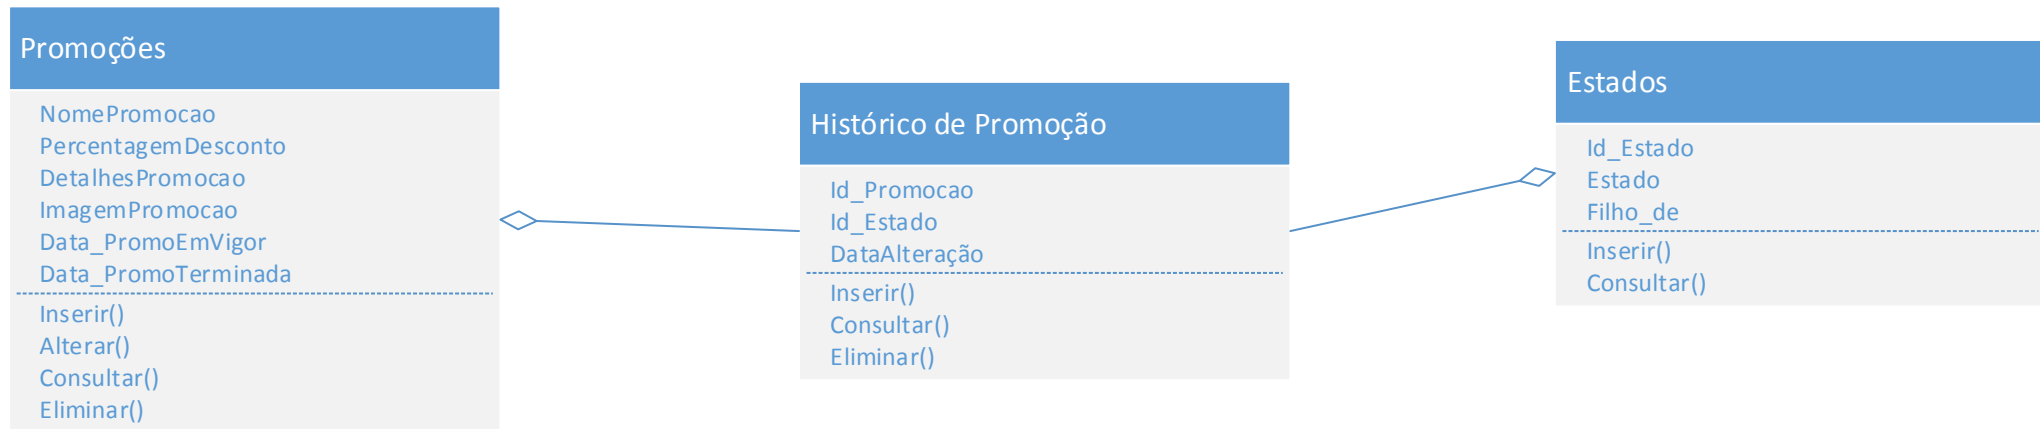 Promoções
NomePromocao
PercentagemDesconto
DetalhesPromocao
ImagemPromocao
Data_PromoEmVigor
Data_PromoTerminada
Inserir()
Alterar()
Consultar()
Eliminar()
Histórico de Promoção
Id_Promocao
Id_Estado
DataAlteração
Inserir()
Consultar()
Eliminar()
Estados
Id_Estado
Estado
Filho_de
Inserir()
Consultar()